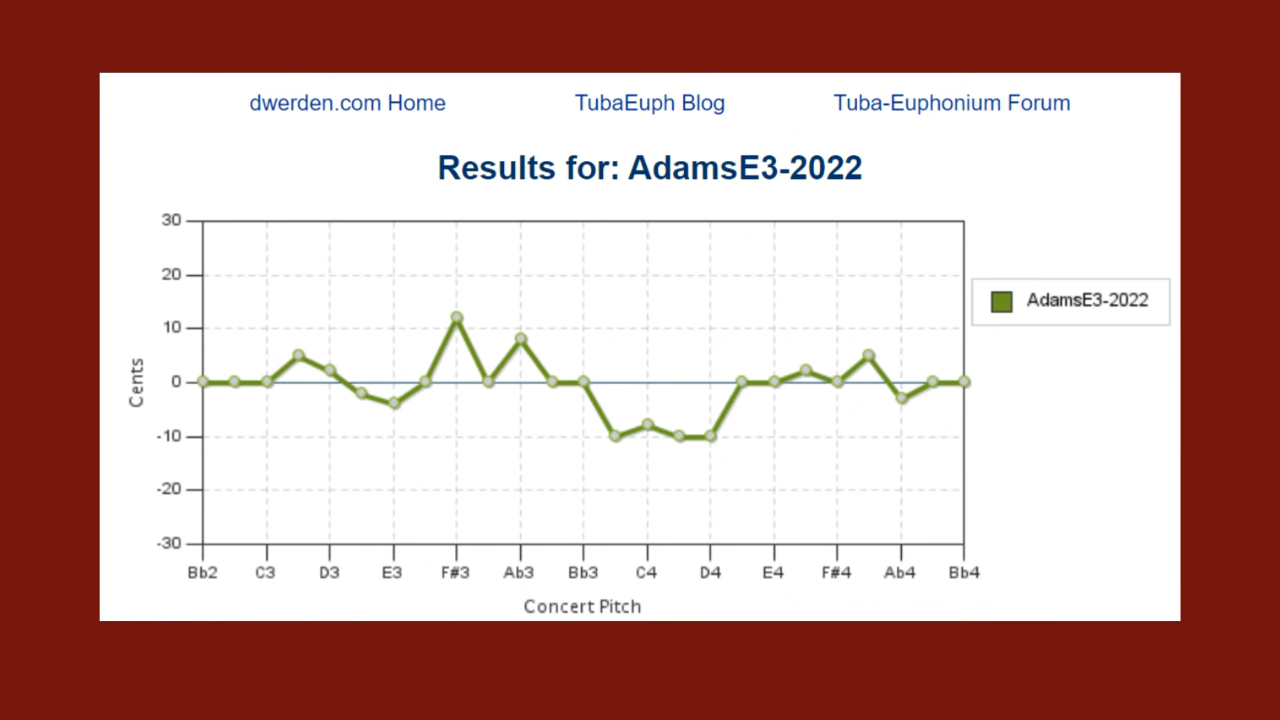 dwerden.com Home TubaEuph Blog Tuba-Euphonium Forum
Results for: AdamsE3-2022
30
20
10
0
-10
-20
-30
Cents
AdamsE3-2022
Bb2 C3 D3 E3 F#3 Ab3 Bb3 C4 D4 E4 F#4 Ab4 Bb4
Concert Pitch